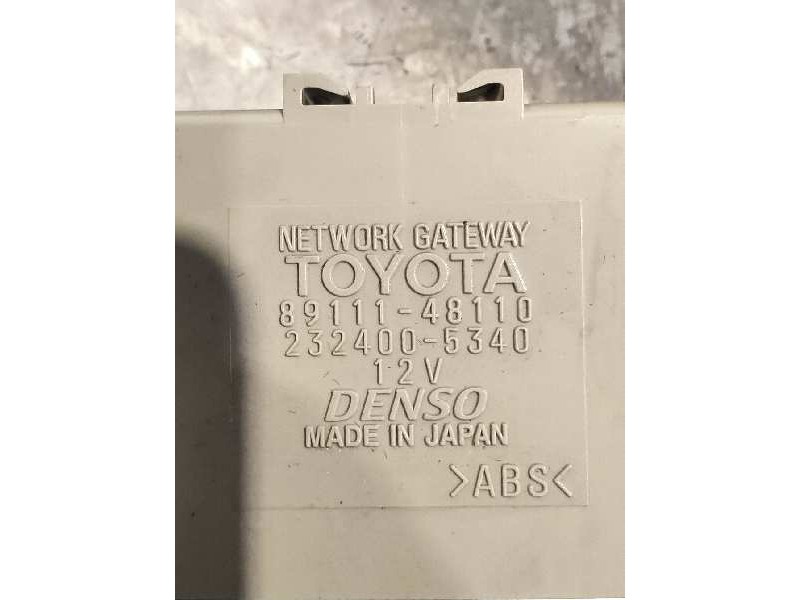 NETWORK GATEWAY
TOYOTA
89111-48110
232400-5340
12V
DENSO
MADE IN JAPAN
>ABS<